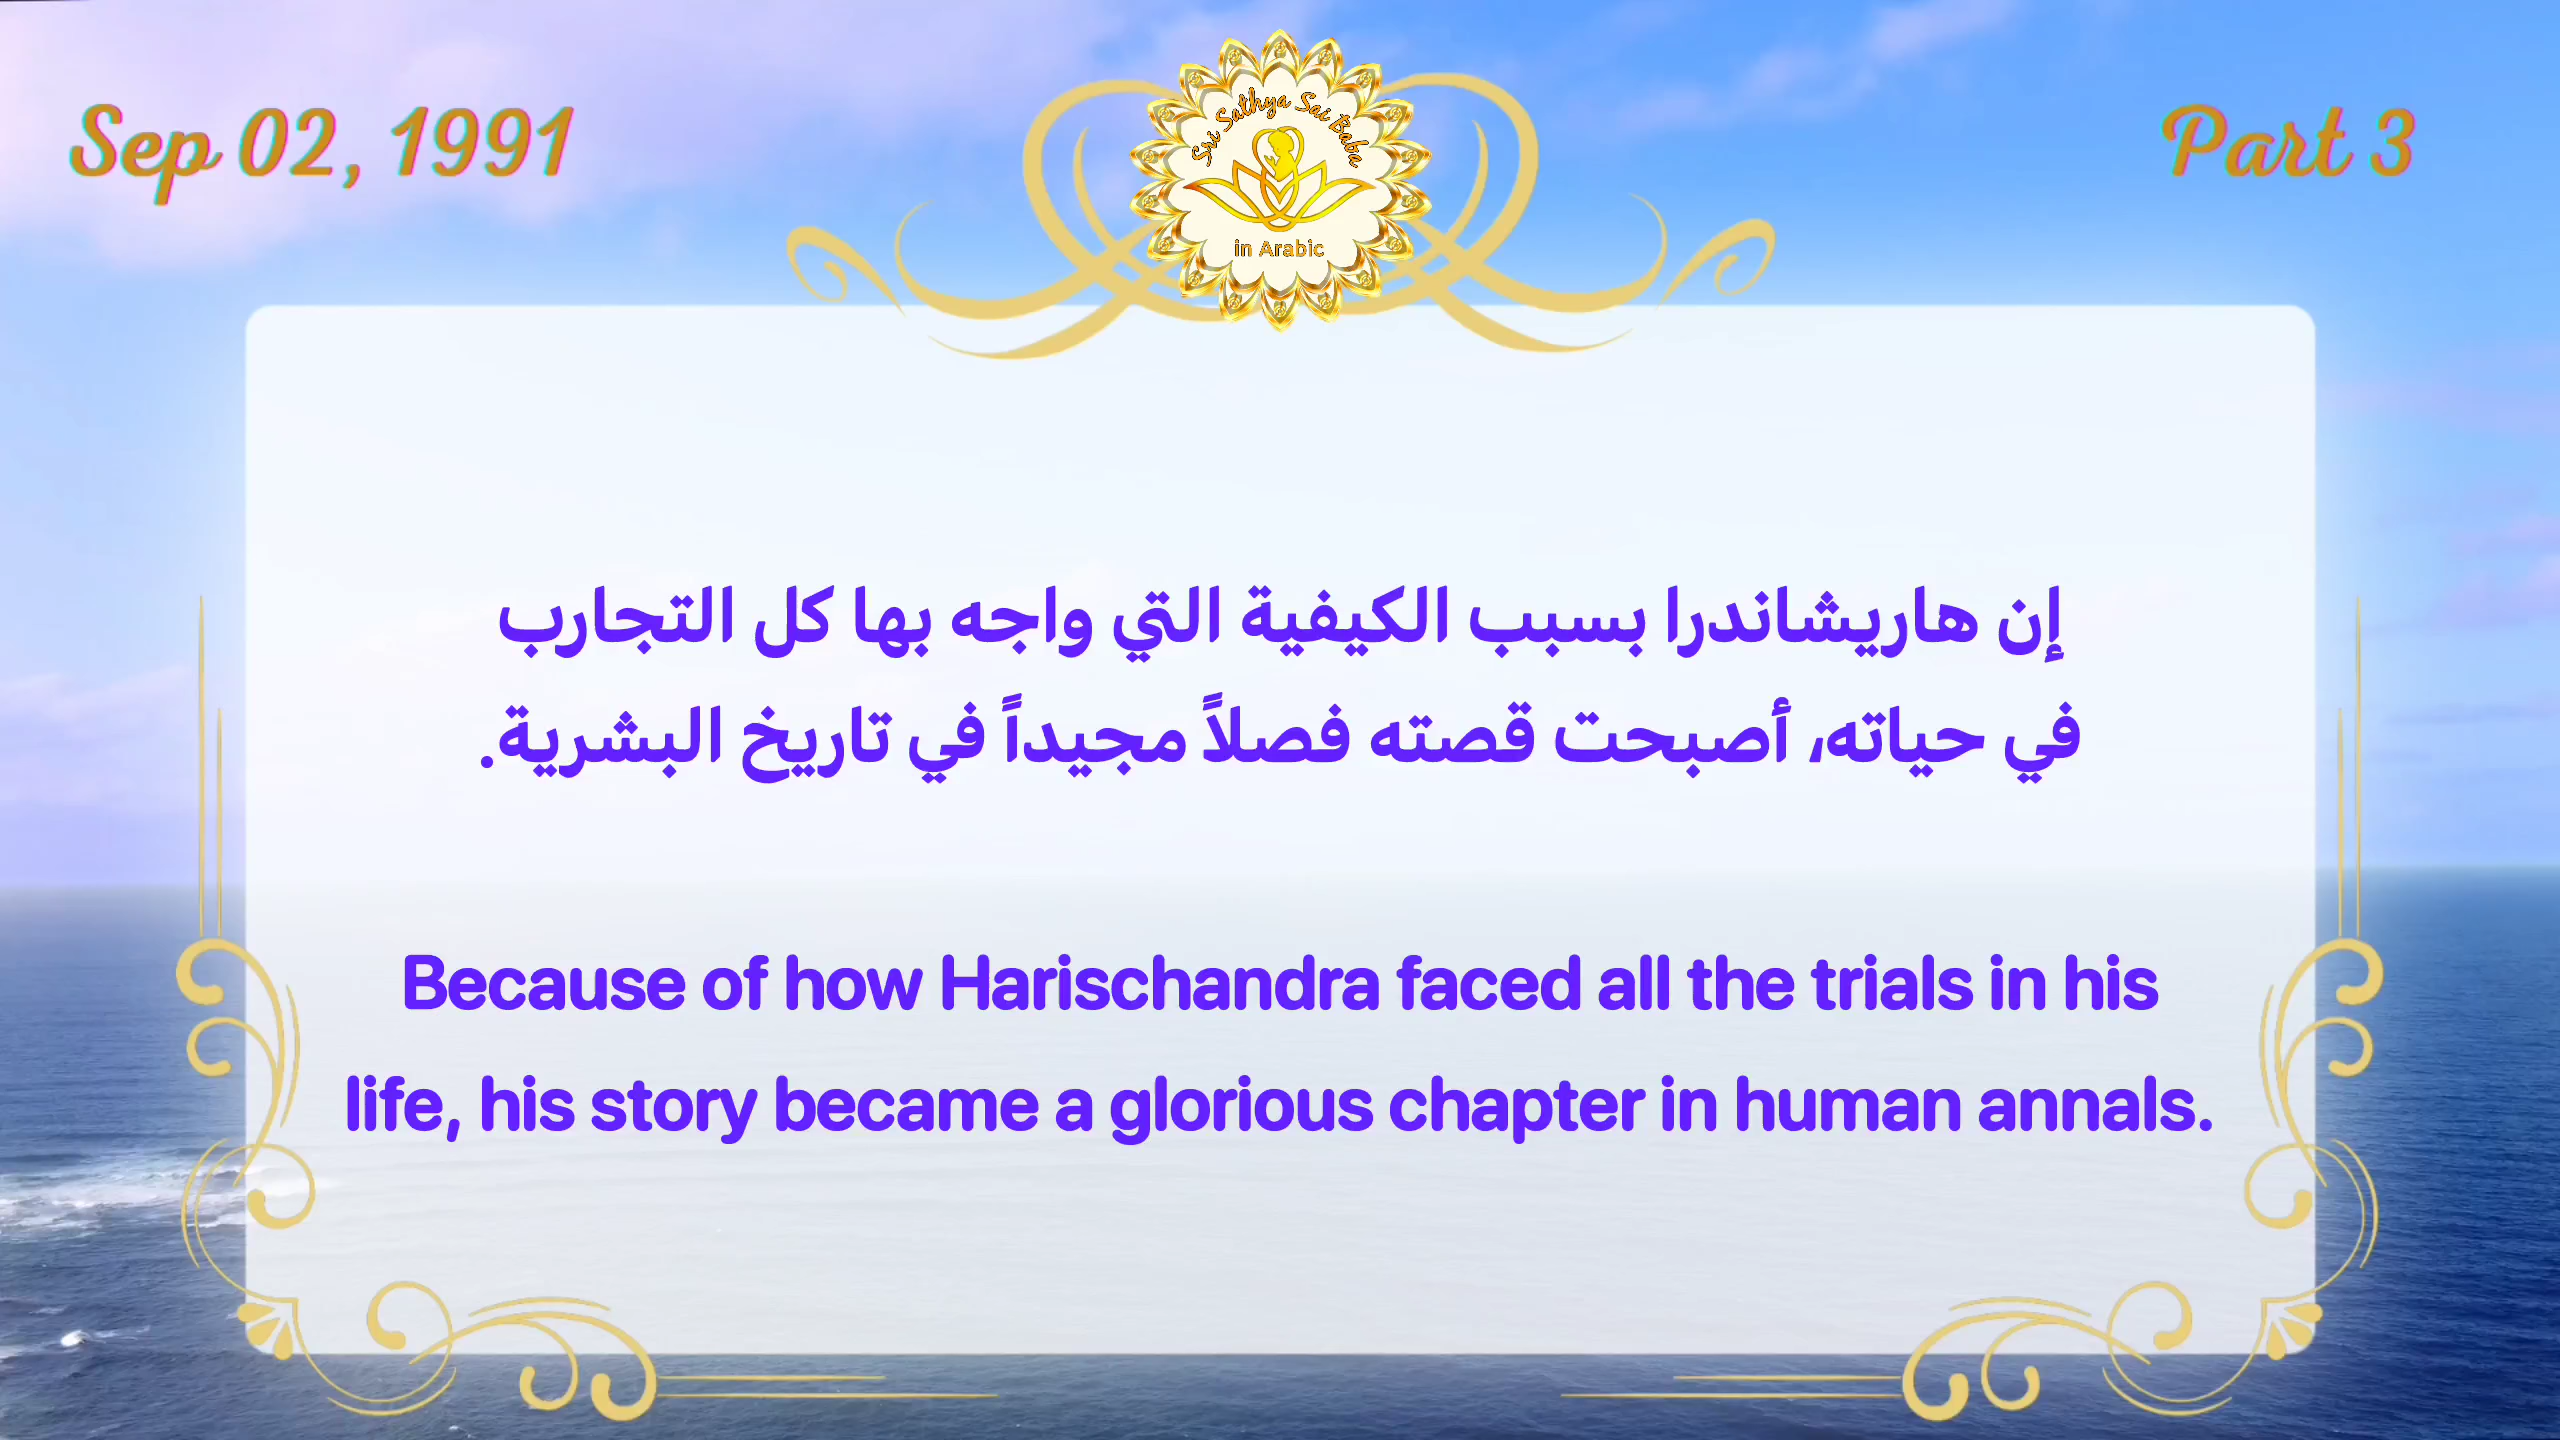 Sep 02, 1991
Sri Sathya Sai Baba
in Arabic
Part 3
إن هاريشاندرا بسبب الكيفية التي واجه بها كل التجارب
في حياته، أصبحت قصته فصلاً مجيداً في تاريخ البشرية.
Because of how Harischandra faced all the trials in his
life, his story became a glorious chapter in human annals.